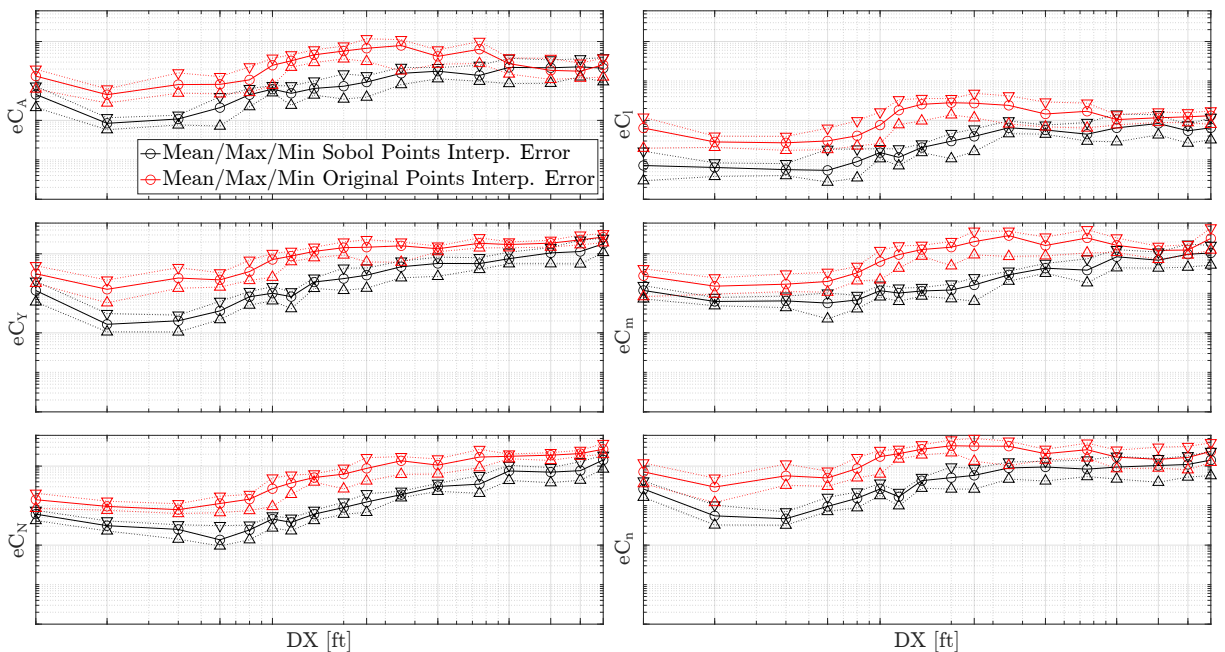 eC_A
Mean/Max/Min Sobol Points Interp. Error
Mean/Max/Min Original Points Interp. Error
eC_l
eC_Y
eC_m
eC_N
eC_n
DX [ft]
DX [ft]